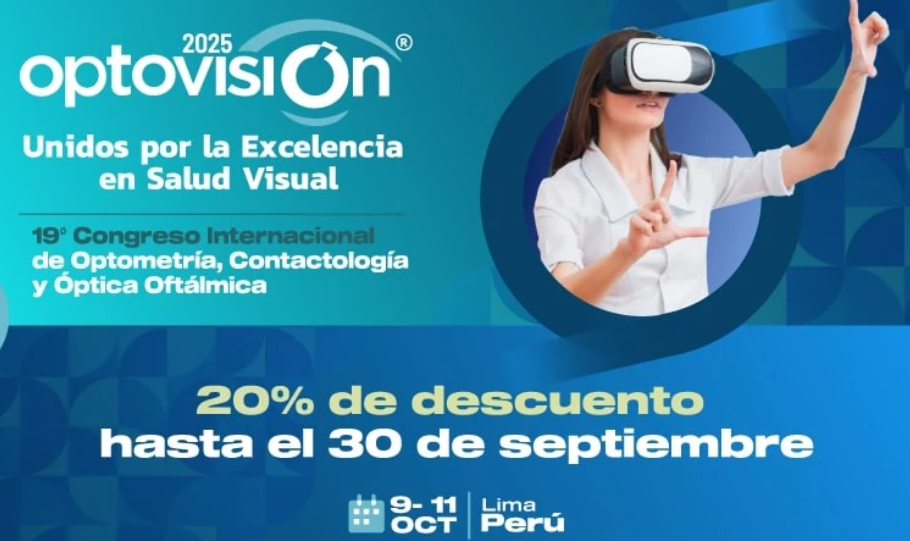 2025
optovisión®
Unidos por la Excelencia
en Salud Visual
19° Congreso Internacional
de Optometría, Contactología
y Óptica Oftálmica
20% de descuento
hasta el 30 de septiembre
9- 11
OCT
Lima
Perú